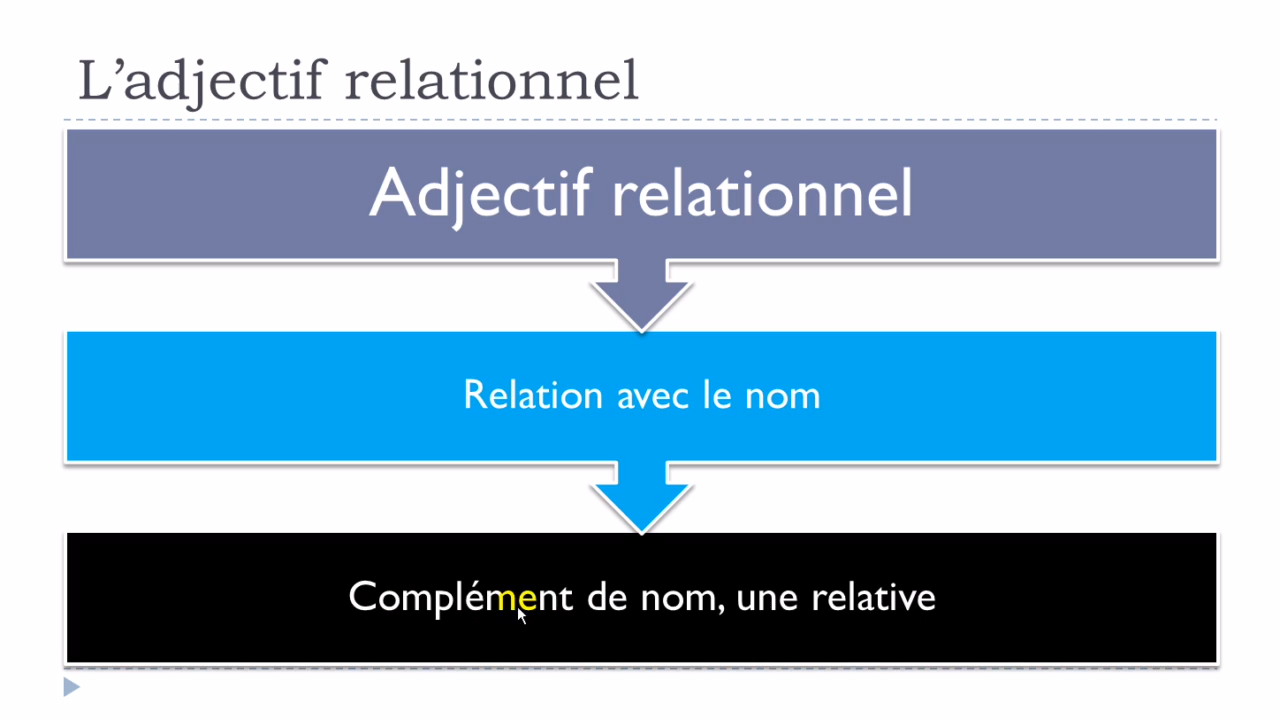 L’adjectif relationnel
Adjectif relationnel
Relation avec le nom
Complément de nom, une relative